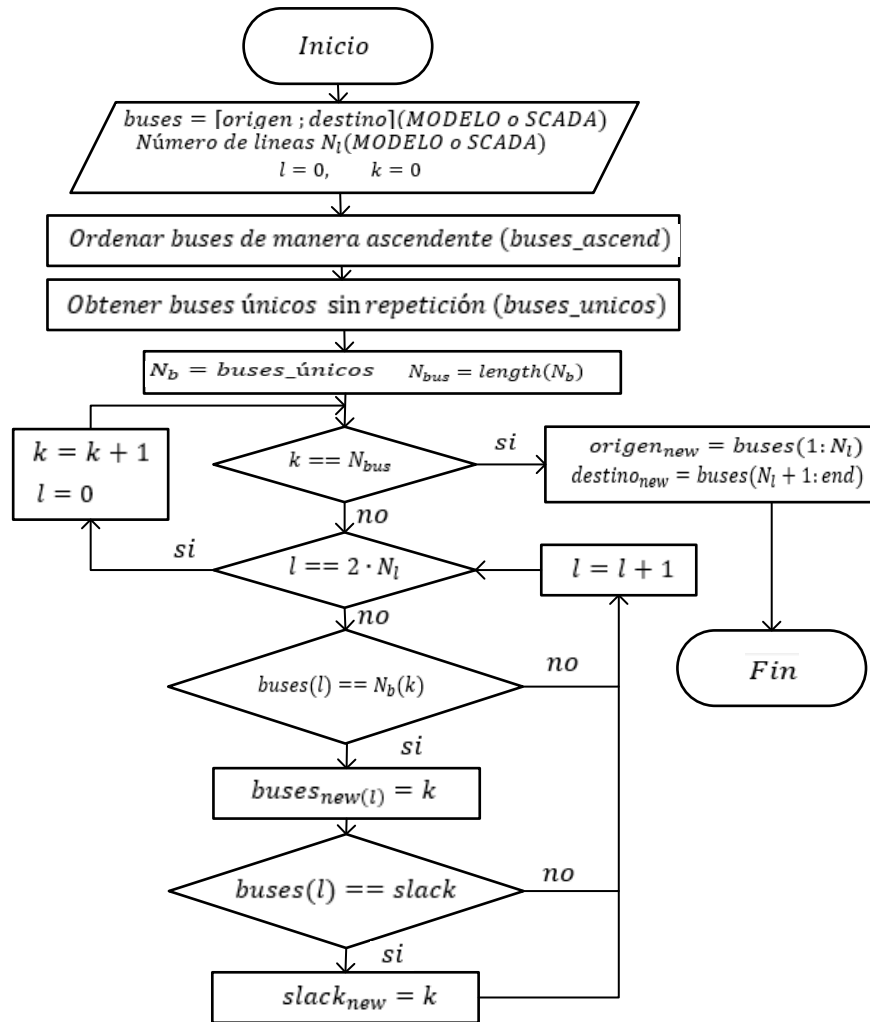 Inicio
buses = [origen ; destino](MODELO o SCADA)
Número de lineas N_l(MODELO o SCADA)
l = 0, k = 0
Ordenar buses de manera ascendente (buses_ascend)
Obtener buses únicos sin repetición (buses_unicos)
N_b = buses_únicos N_bus = length(N_b)
k = k + 1
l = 0
k == N_bus
si
origen_new = buses(1: N_l)
destino_new = buses(N_l + 1: end)
no
si
l == 2 · N_l
l = l + 1
no
buses(l) == N_b(k)
no
Fin
si
buses_new(l) = k
buses(l) == slack
no
si
slack_new = k